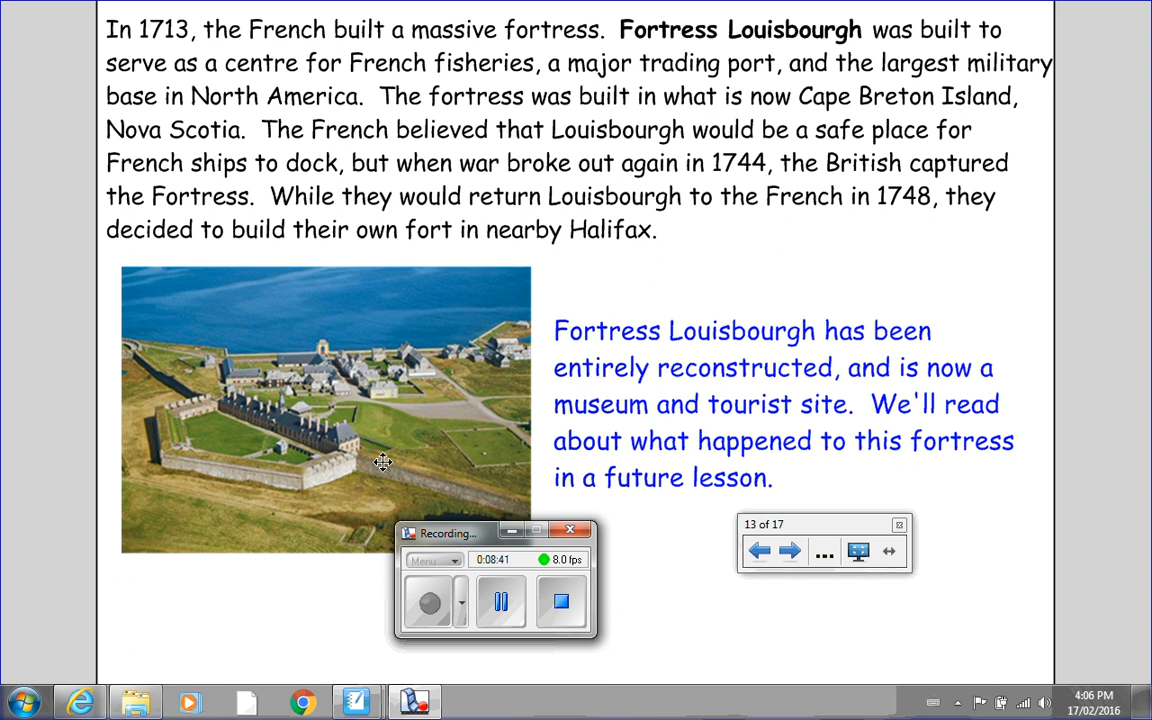 In 1713, the French built a massive fortress. Fortress Louisbourgh was built to
serve as a centre for French fisheries, a major trading port, and the largest military
base in North America. The fortress was built in what is now Cape Breton Island,
Nova Scotia. The French believed that Louisbourgh would be a safe place for
French ships to dock, but when war broke out again in 1744, the British captured
the Fortress. While they would return Louisbourgh to the French in 1748, they
decided to build their own fort in nearby Halifax.
Fortress Louisbourgh has been
entirely reconstructed, and is now a
museum and tourist site. We'll read
about what happened to this fortress
in a future lesson.
Recording...
Menu
0:08:41
8.0 fps
13 of 17
...
4:06 PM
17/02/2016